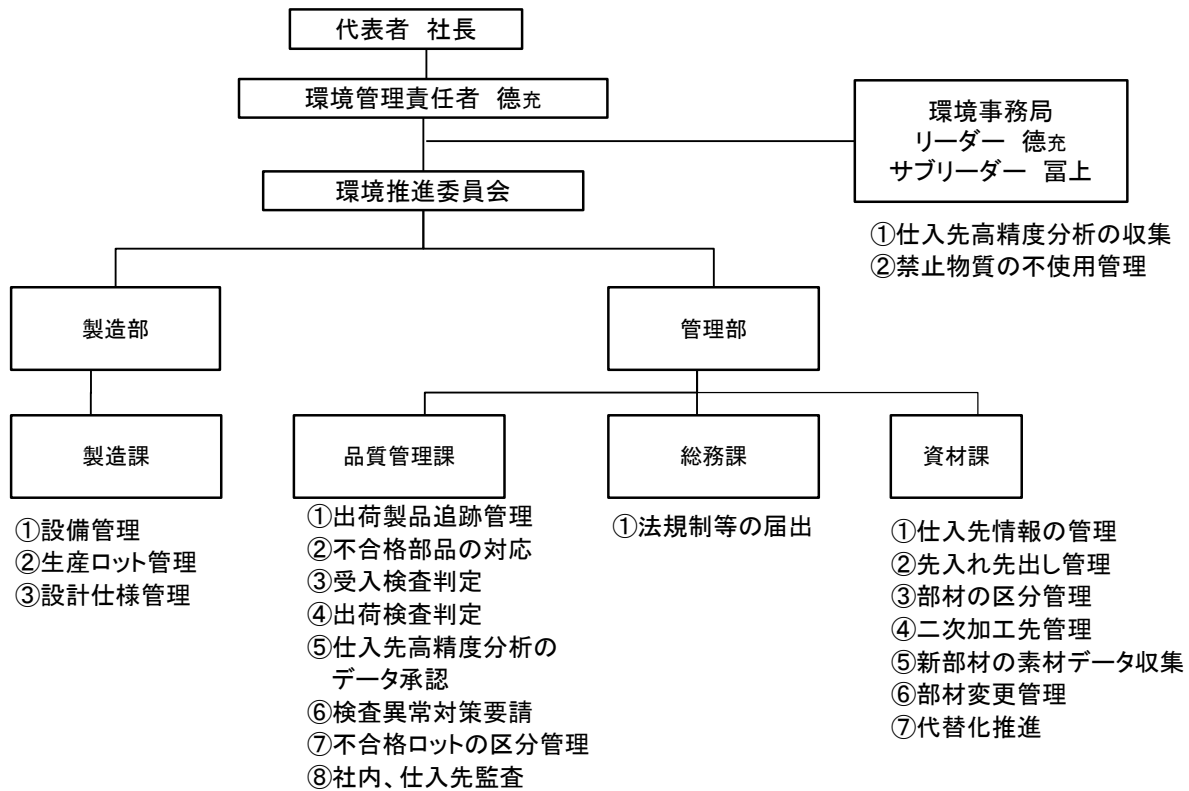 代表者 社長
環境管理責任者 德充
環境事務局
リーダー 德充
サブリーダー 冨上
環境推進委員会
①仕入先高精度分析の収集
②禁止物質の不使用管理
製造部
管理部
製造課
品質管理課
総務課
資材課
①設備管理
②生産ロット管理
③設計仕様管理
①出荷製品追跡管理
②不合格部品の対応
③受入検査判定
④出荷検査判定
⑤仕入先高精度分析の
データ承認
⑥検査異常対策要請
⑦不合格ロットの区分管理
⑧社内、仕入先監査
①法規制等の届出
①仕入先情報の管理
②先入れ先出し管理
③部材の区分管理
④二次加工先管理
⑤新部材の素材データ収集
⑥部材変更管理
⑦代替化推進